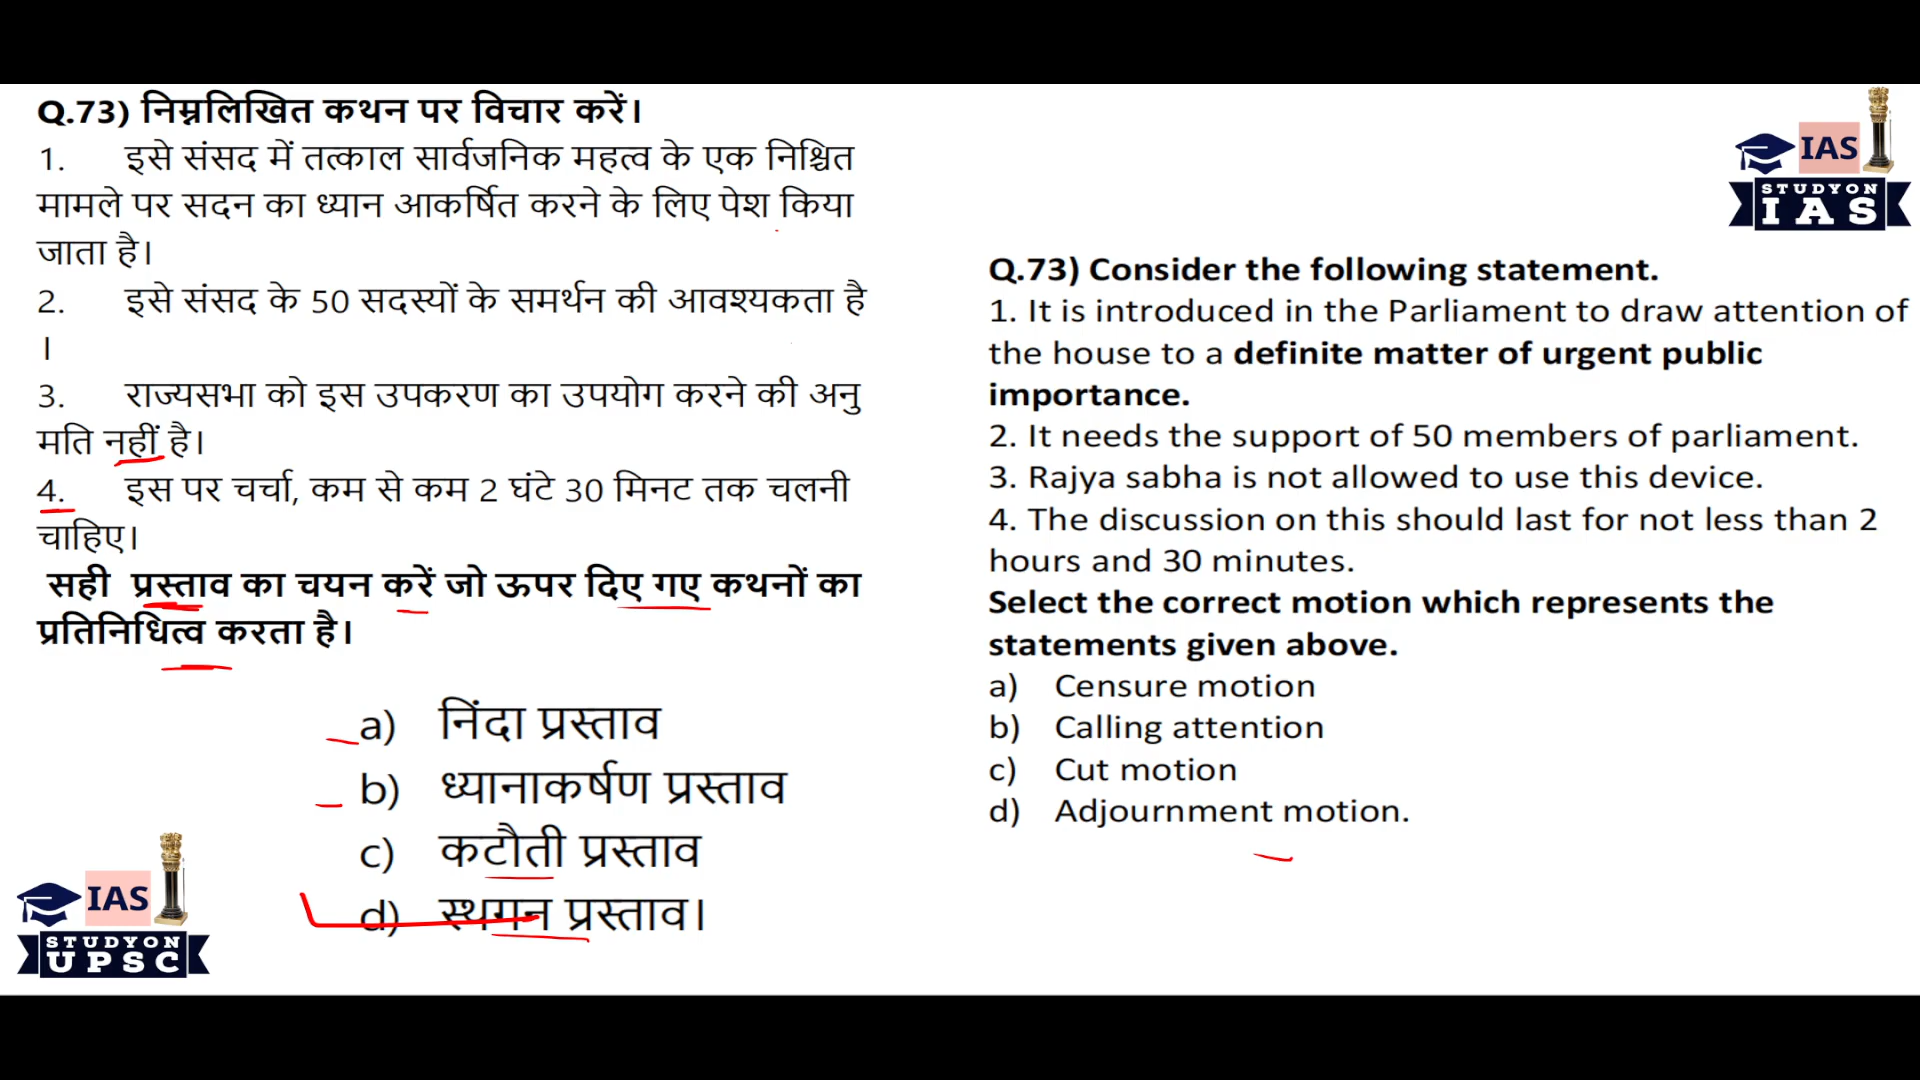 Q.73) निम्नलिखित कथन पर विचार करें।
1. इसे संसद में तत्काल सार्वजनिक महत्व के एक निश्चित
मामले पर सदन का ध्यान आकर्षित करने के लिए पेश किया
जाता है।
2. इसे संसद के 50 सदस्यों के समर्थन की आवश्यकता है
।
3. राज्यसभा को इस उपकरण का उपयोग करने की अनु
मति नहीं है।
4. इस पर चर्चा, कम से कम 2 घंटे 30 मिनट तक चलनी
चाहिए।
सही प्रस्ताव का चयन करें जो ऊपर दिए गए कथनों का
प्रतिनिधित्व करता है।
a) निंदा प्रस्ताव
b) ध्यानाकर्षण प्रस्ताव
c) कटौती प्रस्ताव
d) स्थगन प्रस्ताव।
IAS
STUDYON
UPSC
IAS
STUDYON
IAS
Q.73) Consider the following statement.
1. It is introduced in the Parliament to draw attention of
the house to a definite matter of urgent public
importance.
2. It needs the support of 50 members of parliament.
3. Rajya sabha is not allowed to use this device.
4. The discussion on this should last for not less than 2
hours and 30 minutes.
Select the correct motion which represents the
statements given above.
a) Censure motion
b) Calling attention
c) Cut motion
d) Adjournment motion.